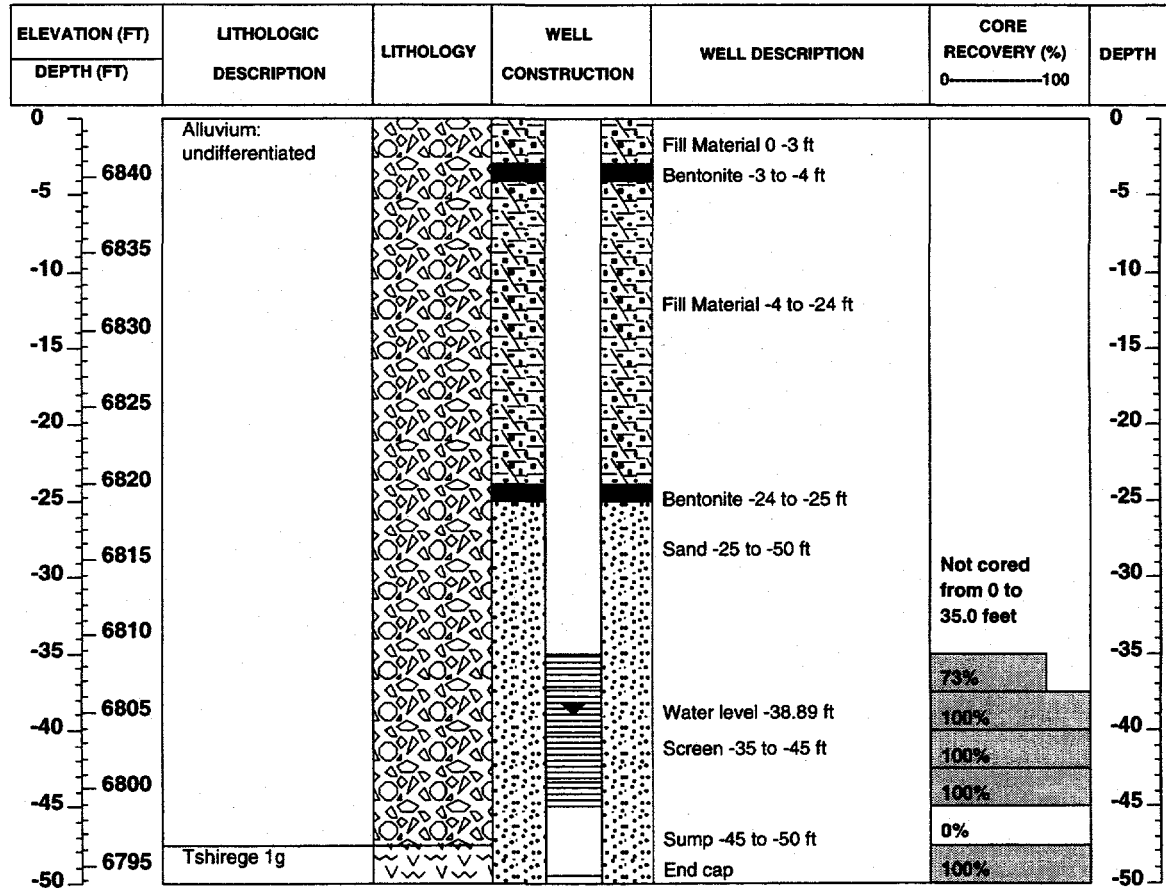 ELEVATION (FT)
DEPTH (FT)
LITHOLOGIC
DESCRIPTION
LITHOLOGY
WELL
CONSTRUCTION
WELL DESCRIPTION
CORE
RECOVERY (%)
0------------------100
DEPTH
0
-5
-10
-15
-20
-25
-30
-35
-40
-45
-50
6840
6835
6830
6825
6820
6815
6810
6805
6800
6795
Alluvium:
undifferentiated
Tshirege 1g
Fill Material 0 -3 ft
Bentonite -3 to -4 ft
Fill Material -4 to -24 ft
Bentonite -24 to -25 ft
Sand -25 to -50 ft
Water level -38.89 ft
Screen -35 to -45 ft
Sump -45 to -50 ft
End cap
Not cored
from 0 to
35.0 feet
73%
100%
100%
100%
0%
100%
0
-5
-10
-15
-20
-25
-30
-35
-40
-45
-50